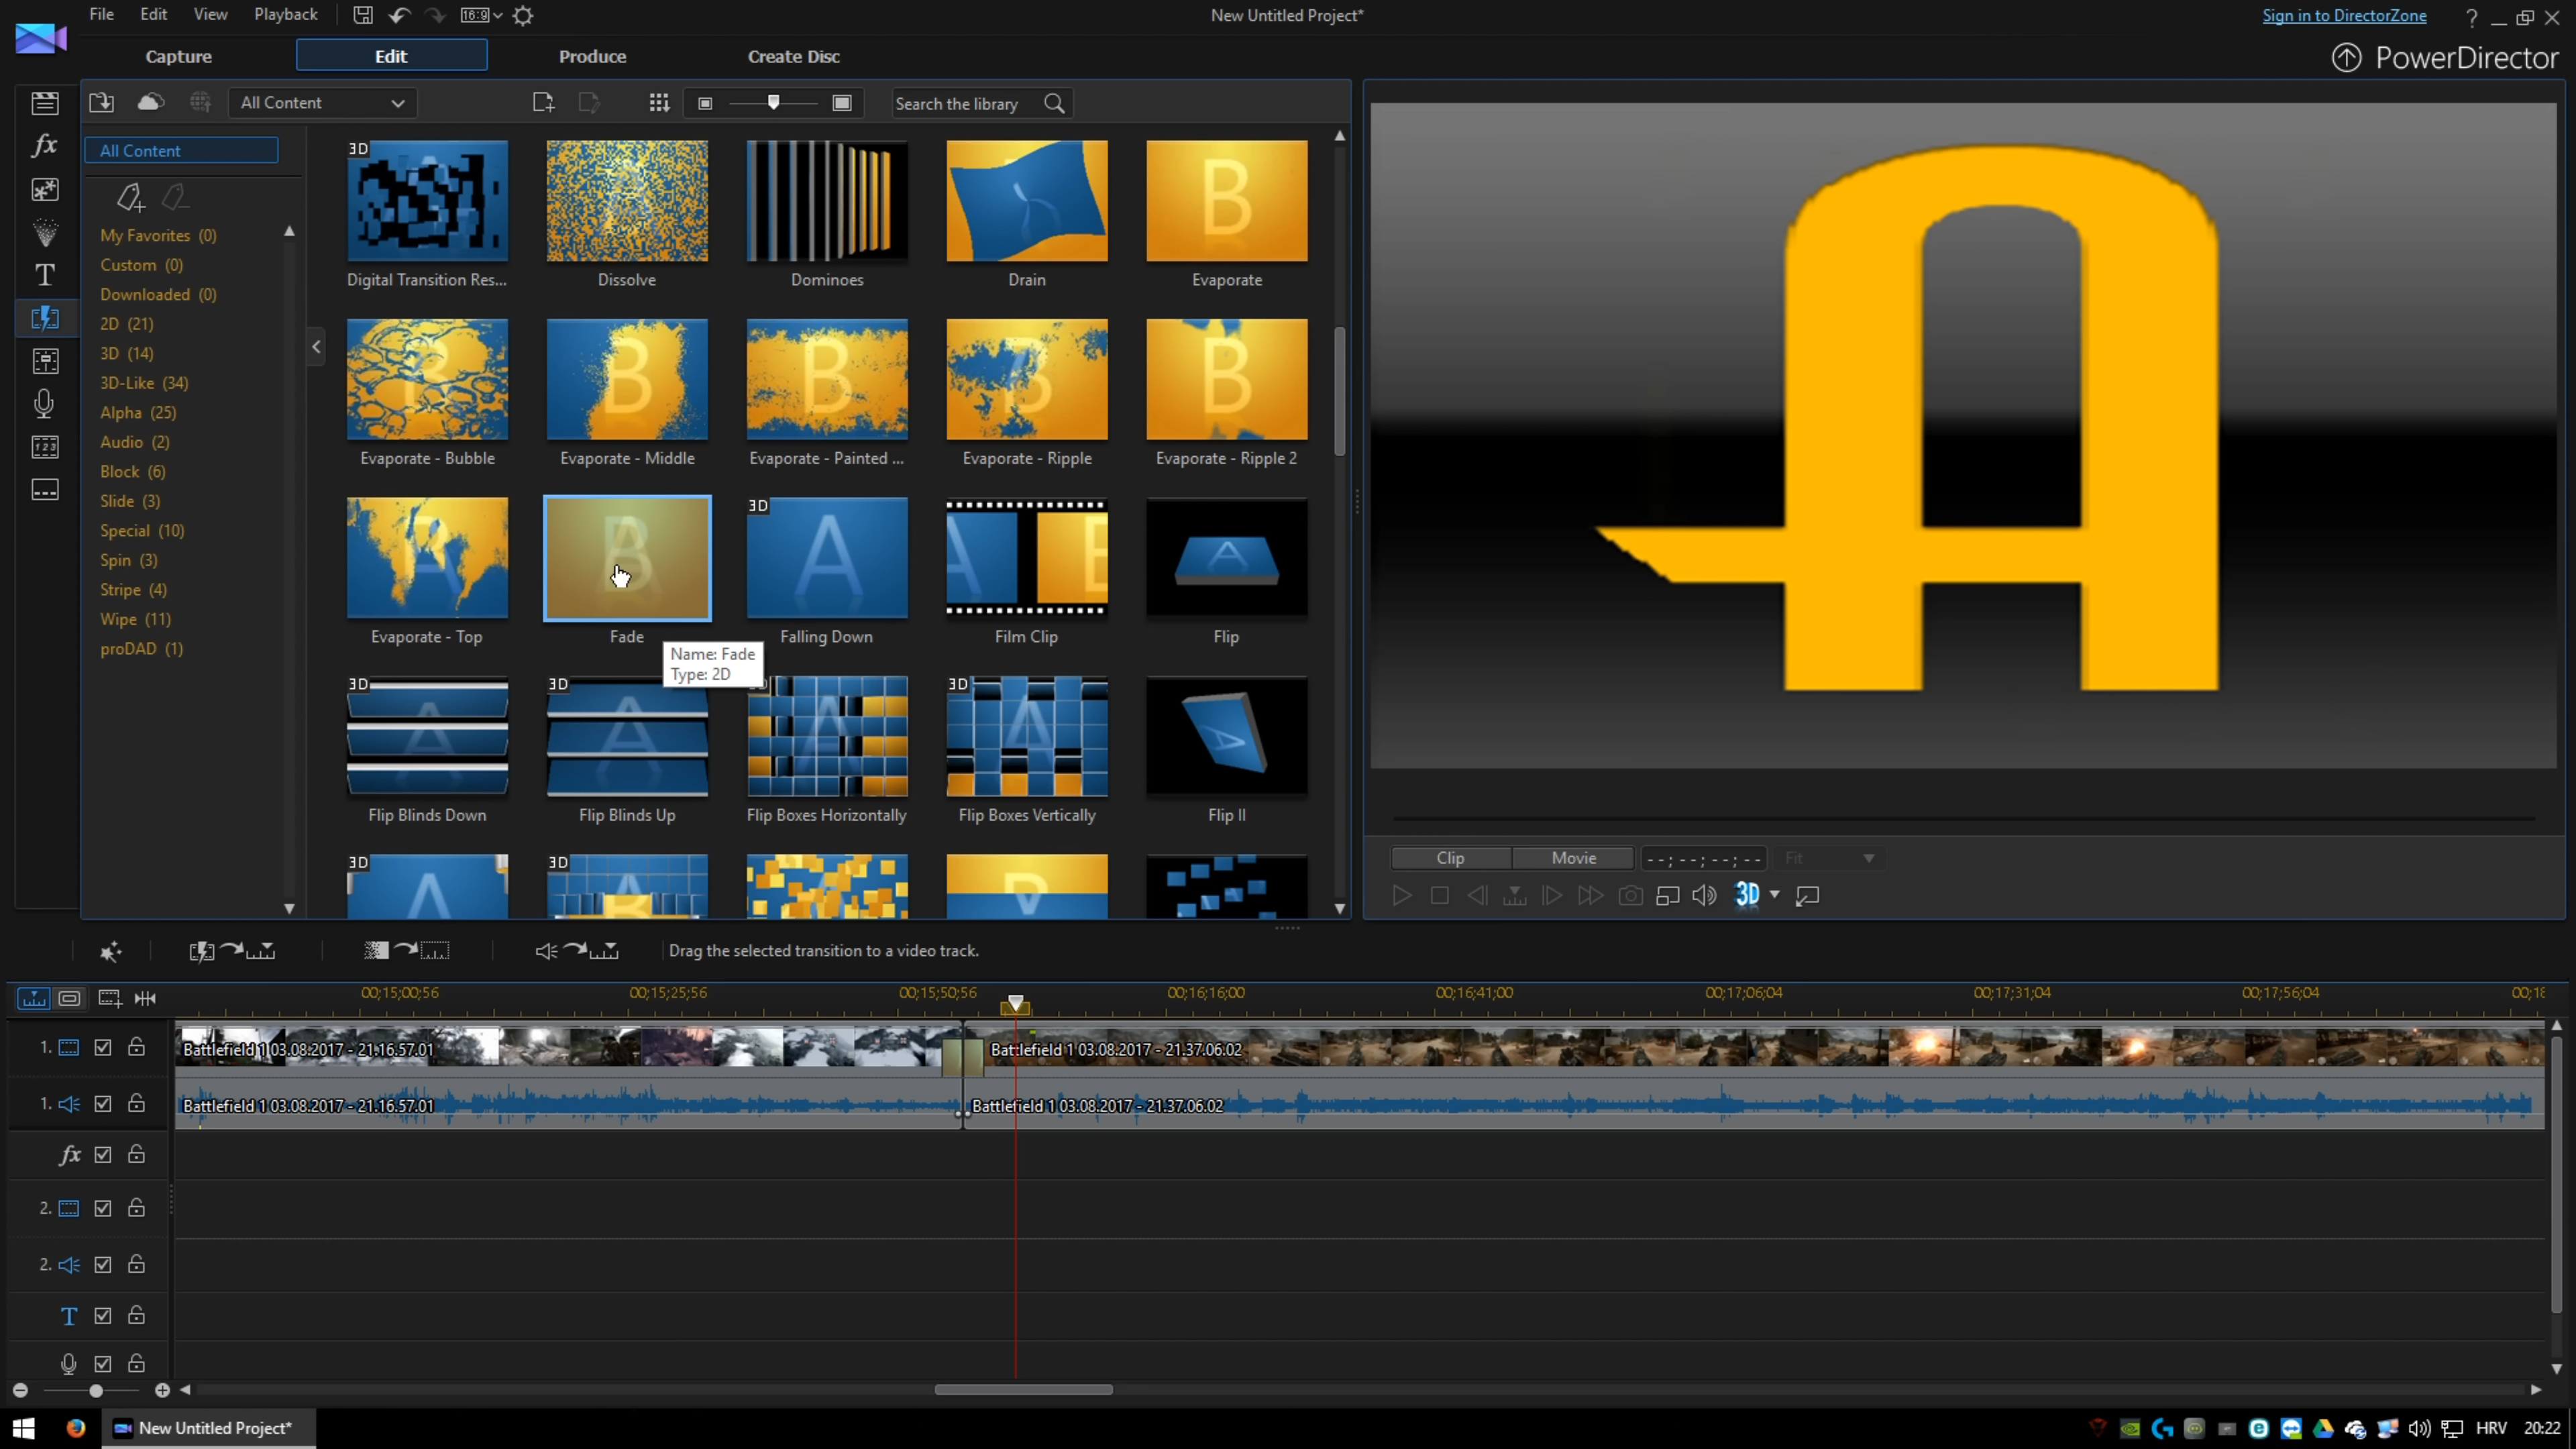 File Edit View Playback 16:9 New Untitled Project* Sign in to DirectorZone ?
Capture Edit Produce Create Disc PowerDirector
All Content Search the library
All Content
My Favorites (0)
Custom (0)
Downloaded (0)
2D (21)
3D (14)
3D-Like (34)
Alpha (25)
Audio (2)
Block (6)
Slide (3)
Special (10)
Spin (3)
Stripe (4)
Wipe (11)
proDAD (1)
fx
T
3D
B
Digital Transition Res... Dissolve Dominoes Drain Evaporate
B B B B B
Evaporate - Bubble Evaporate - Middle Evaporate - Painted ... Evaporate - Ripple Evaporate - Ripple 2
B 3D A A A
Evaporate - Top Fade Falling Down Film Clip Flip
Name: Fade
Type: 2D
3D 3D 3D
A A A A A
Flip Blinds Down Flip Blinds Up Flip Boxes Horizontally Flip Boxes Vertically Flip II
3D 3D
A
Clip Movie --;--;--;-- Fit
3D
Drag the selected transition to a video track.
00;15;00;56 00;15;25;56 00;15;50;56 00;16;16;00 00;16;41;00 00;17;06;04 00;17;31;04 00;17;56;04 00;18
1. Battlefield 1 03.08.2017 - 21.16.57.01 Battlefield 1 03.08.2017 - 21.37.06.02
1. Battlefield 1 03.08.2017 - 21.16.57.01 Battlefield 1 03.08.2017 - 21.37.06.02
fx
2.
2.
T
New Untitled Project* HRV 20:22